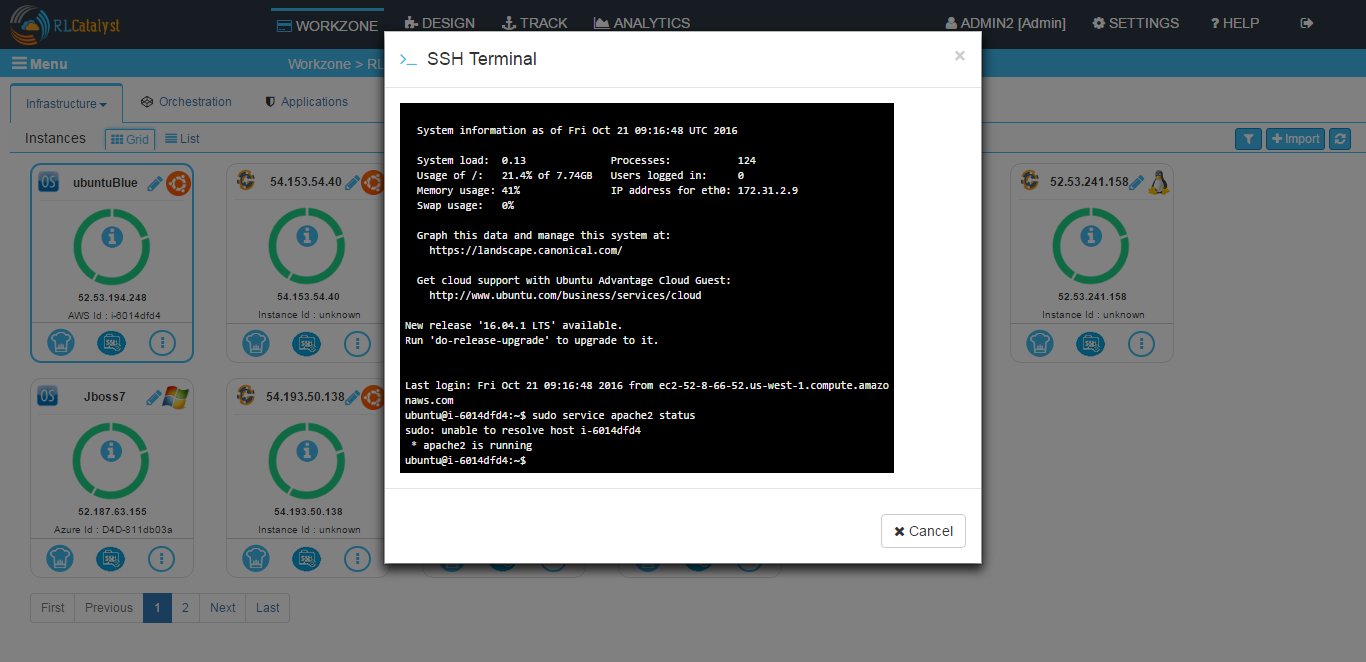 RLCatalyst
WORKZONE
DESIGN
TRACK
ANALYTICS
ADMIN2 [Admin]
SETTINGS
? HELP
Menu
Workzone > RL
SSH Terminal
×
Infrastructure
Orchestration
Applications
Instances
Grid
List
Import
System information as of Fri Oct 21 09:16:48 UTC 2016
System load:  0.13    Processes:    124
Usage of /:   21.4% of 7.74GB   Users logged in:    0
Memory usage: 41%    IP address for eth0: 172.31.2.9
Swap usage:   0%
Graph this data and manage this system at:
https://landscape.canonical.com/
Get cloud support with Ubuntu Advantage Cloud Guest:
http://www.ubuntu.com/business/services/cloud
New release '16.04.1 LTS' available.
Run 'do-release-upgrade' to upgrade to it.
Last login: Fri Oct 21 09:16:48 2016 from ec2-52-8-66-52.us-west-1.compute.amazo
naws.com
ubuntu@i-6014dfd4:~$ sudo service apache2 status
sudo: unable to resolve host i-6014dfd4
* apache2 is running
ubuntu@i-6014dfd4:~$
Cancel
OS
ubuntuBlue
52.53.194.248
AWS Id : i-6014dfd4
SSH
54.153.54.40
54.153.54.40
Instance Id : unknown
SSH
52.53.241.158
52.53.241.158
Instance Id : unknown
SSH
OS
Jboss7
52.187.63.155
Azure Id : D4D-811db03a
SSH
54.193.50.138
54.193.50.138
Instance Id : unknown
SSH
First
Previous
1
2
Next
Last